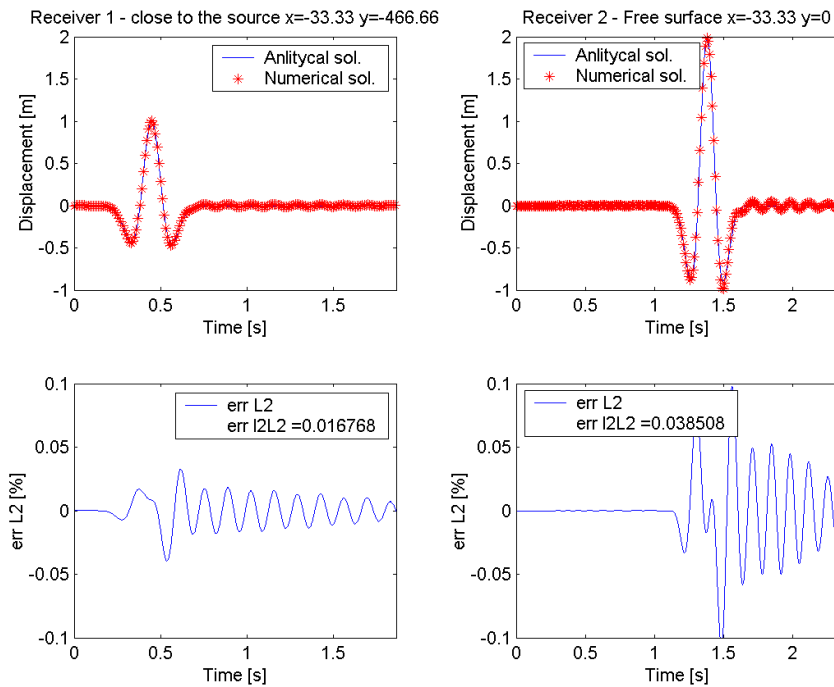 Receiver 1 - close to the source x=-33.33 y=-466.66
2
1.5
1
0.5
0
-0.5
-1
Displacement [m]
Anlitycal sol.
Numerical sol.
0
0.5
1
1.5
Time [s]
Receiver 2 - Free surface x=-33.33 y=0
2
1.5
1
0.5
0
-0.5
-1
Displacement [m]
Anlitycal sol.
Numerical sol.
0
0.5
1
1.5
2
Time [s]
0.1
0.05
0
-0.05
-0.1
err L2 [%]
err L2
err l2L2 =0.016768
0
0.5
1
1.5
Time [s]
0.1
0.05
0
-0.05
-0.1
err L2 [%]
err L2
err l2L2 =0.038508
0
0.5
1
1.5
2
Time [s]